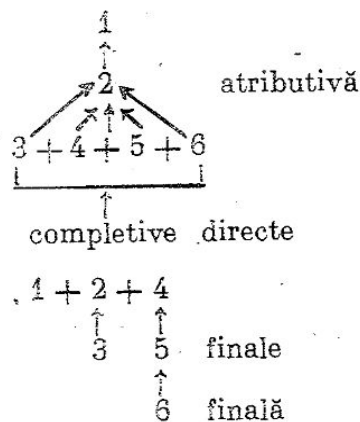 1
2 atributivă
3 + 4 + 5 + 6
completive directe
1 + 2 + 4
3 5 finale
6 finală